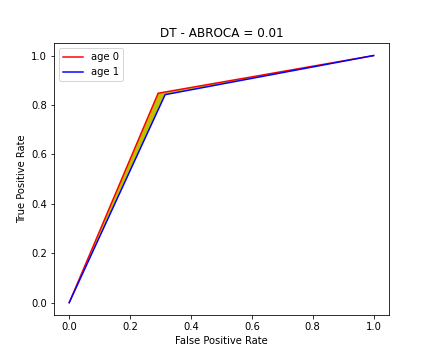 DT - ABROCA = 0.01
age 0
age 1
1.0
0.8
0.6
0.4
0.2
0.0
True Positive Rate
0.0 0.2 0.4 0.6 0.8 1.0
False Positive Rate